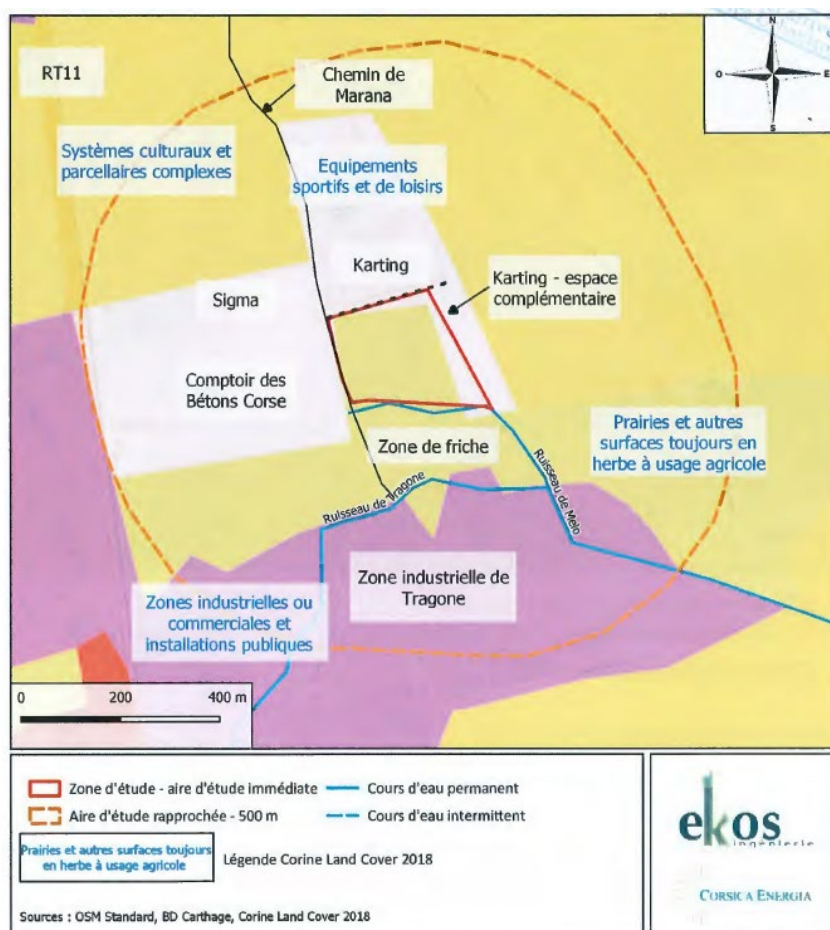 RT11
Chemin de
Marana
N
O
E
S
Systèmes culturaux et
parcellaires complexes
Equipements
sportifs et de loisirs
Karting
Karting - espace
complémentaire
Sigma
Comptoir des
Bétons Corse
Zone de friche
Prairies et autres
surfaces toujours en
herbe à usage agricole
Ruisseau de Tragone
Ruisseau de Melo
Zone industrielle de
Tragone
Zones industrielles ou
commerciales et
installations publiques
0 200 400 m
Zone d'étude - aire d'étude immédiate
Cours d'eau permanent
Aire d'étude rapprochée - 500 m
Cours d'eau intermittent
Prairies et autres surfaces toujours
en herbe à usage agricole
Légende Corine Land Cover 2018
Sources : OSM Standard, BD Carthage, Corine Land Cover 2018
ekos
ingénierie
CORSICA ENERGIA